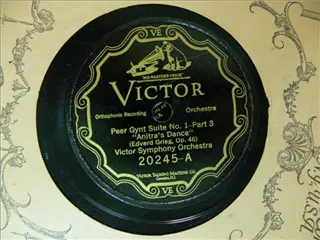 VE
"HIS MASTER'S VOICE"
VICTOR
Orthophonic Recording
Orchestra
Peer Gynt Suite No. 1-Part 3
"Anitra's Dance"
(Edvard Grieg, Op. 46)
Victor Symphony Orchestra
20245-A
VICTOR TALKING MACHINE CO.
Camden, N.J.
VE